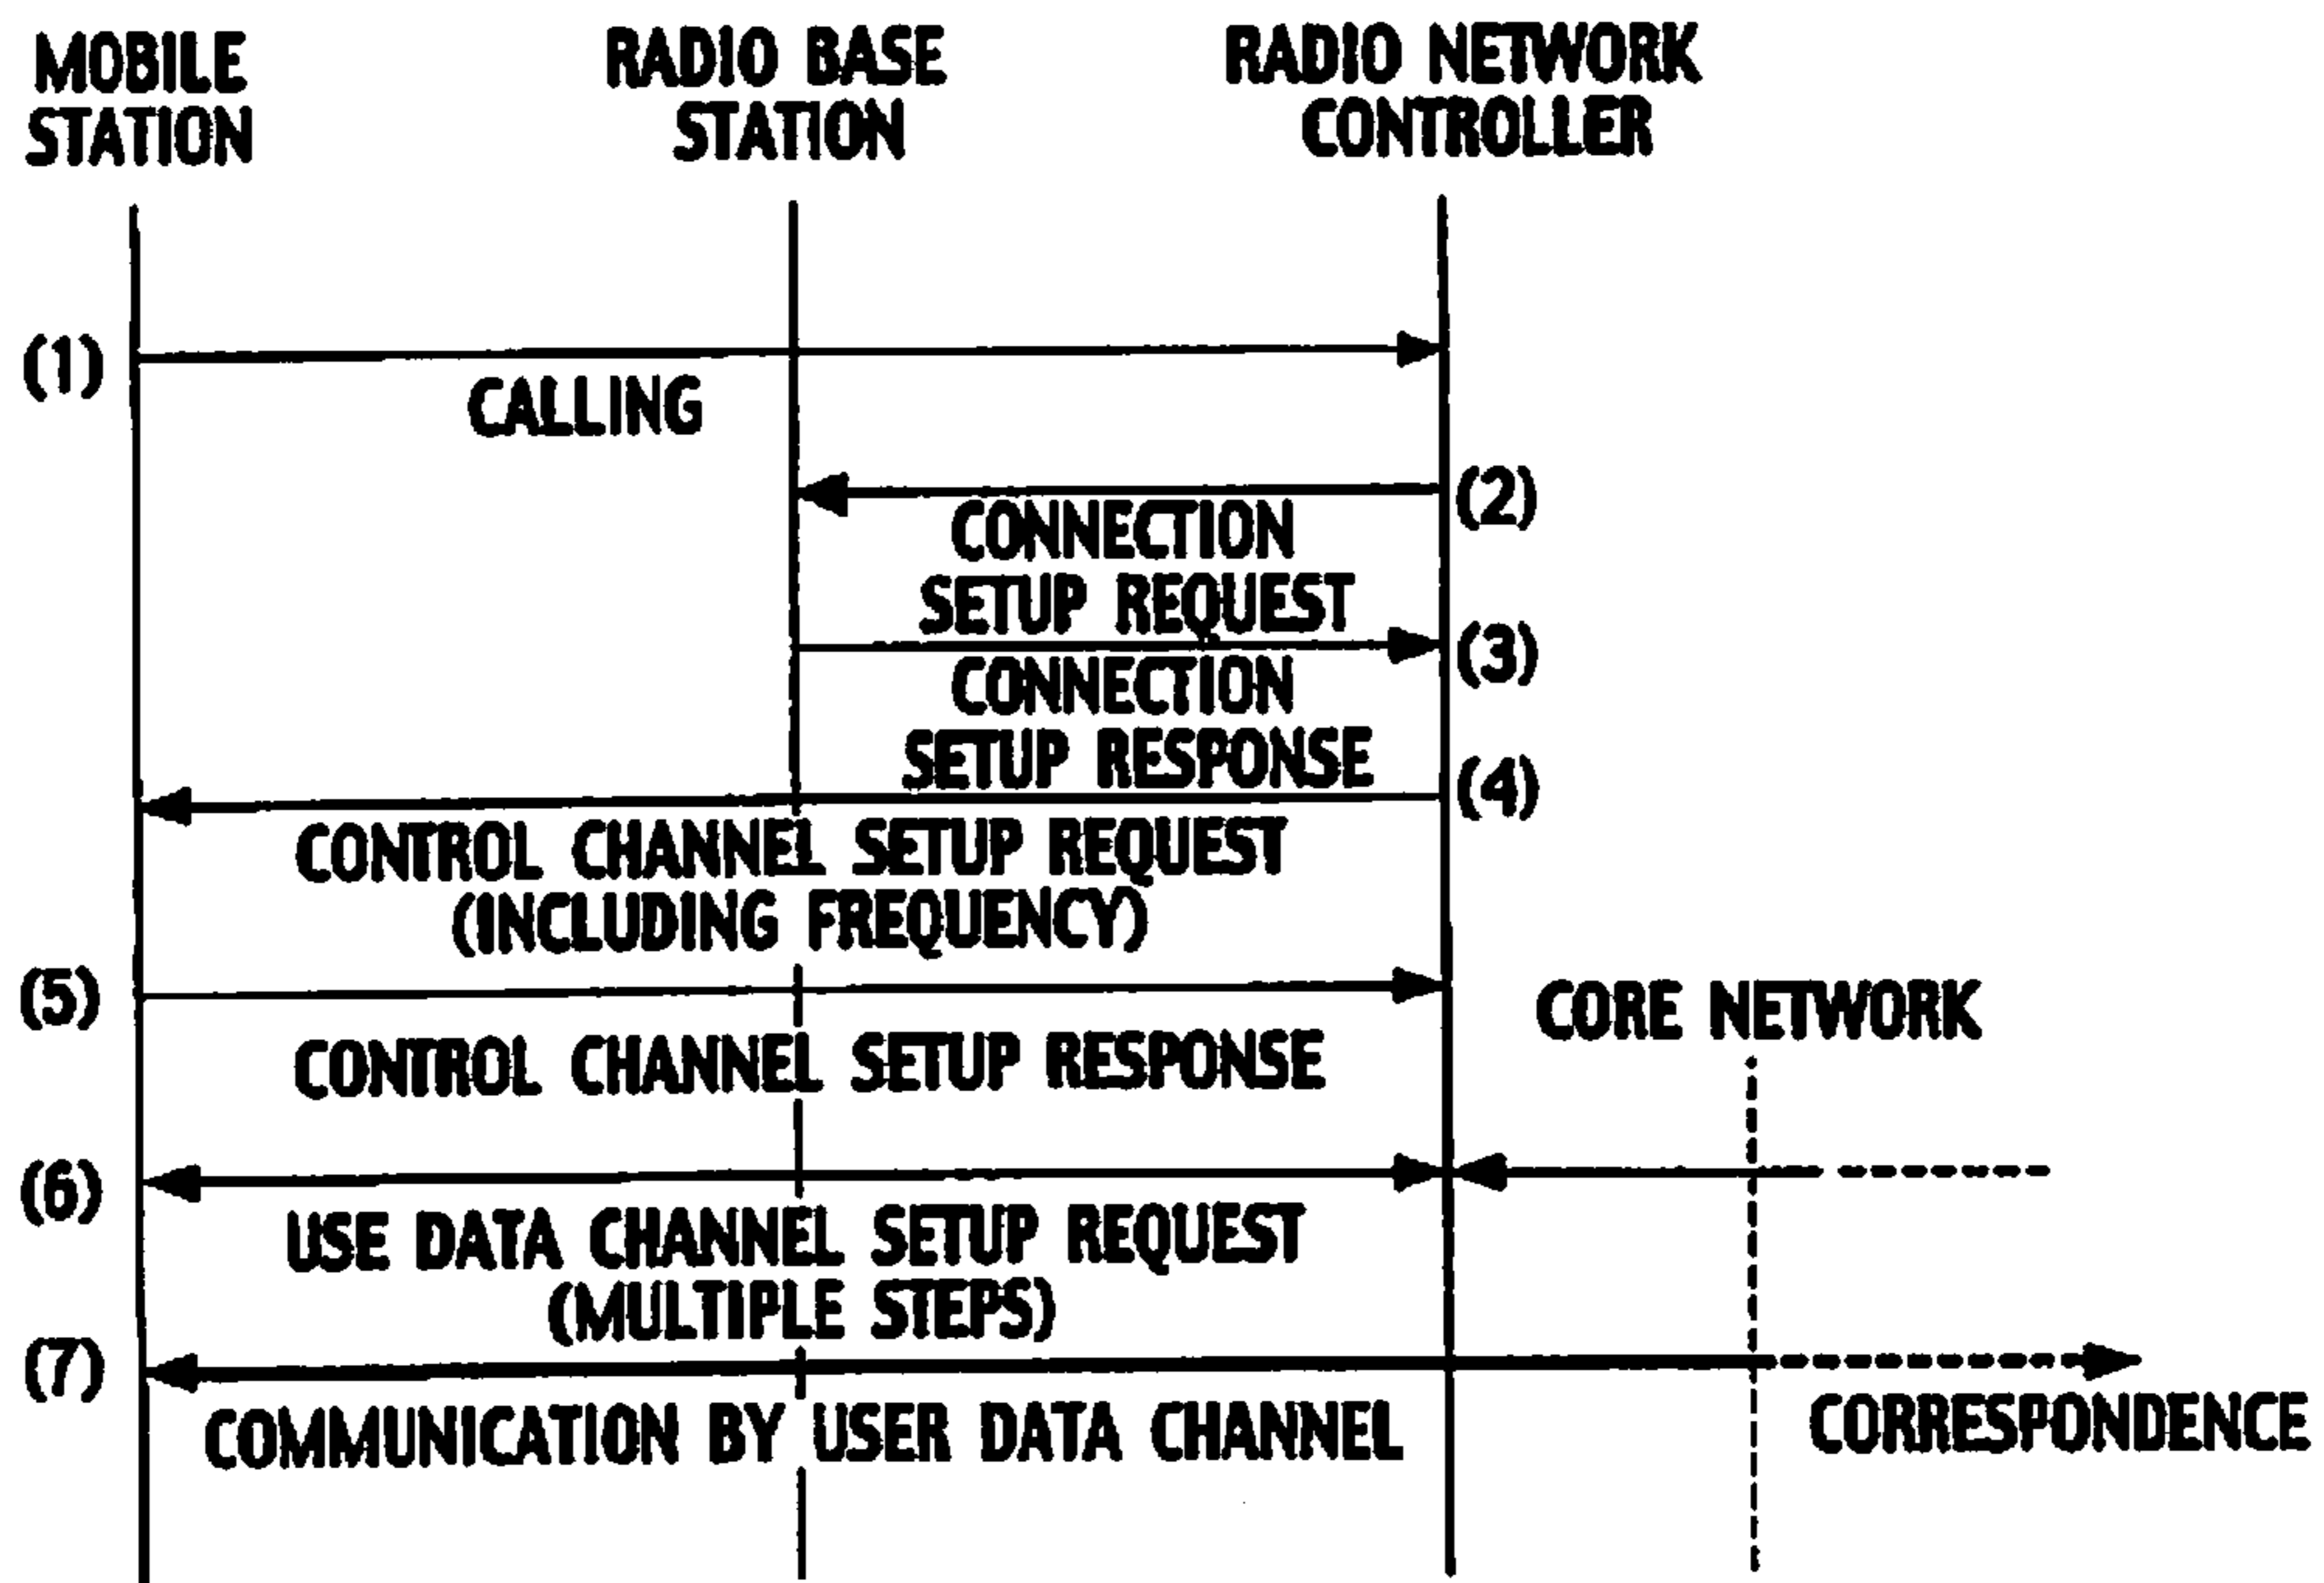 MOBILE
STATION
RADIO BASE
STATION
RADIO NETWORK
CONTROLLER
(1)
CALLING
(2)
CONNECTION
SETUP REQUEST
(3)
CONNECTION
SETUP RESPONSE
(4)
CONTROL CHANNEL SETUP REQUEST
(INCLUDING FREQUENCY)
(5)
CORE NETWORK
CONTROL CHANNEL SETUP RESPONSE
(6)
USE DATA CHANNEL SETUP REQUEST
(MULTIPLE STEPS)
(7)
COMMUNICATION BY USER DATA CHANNEL
CORRESPONDENCE